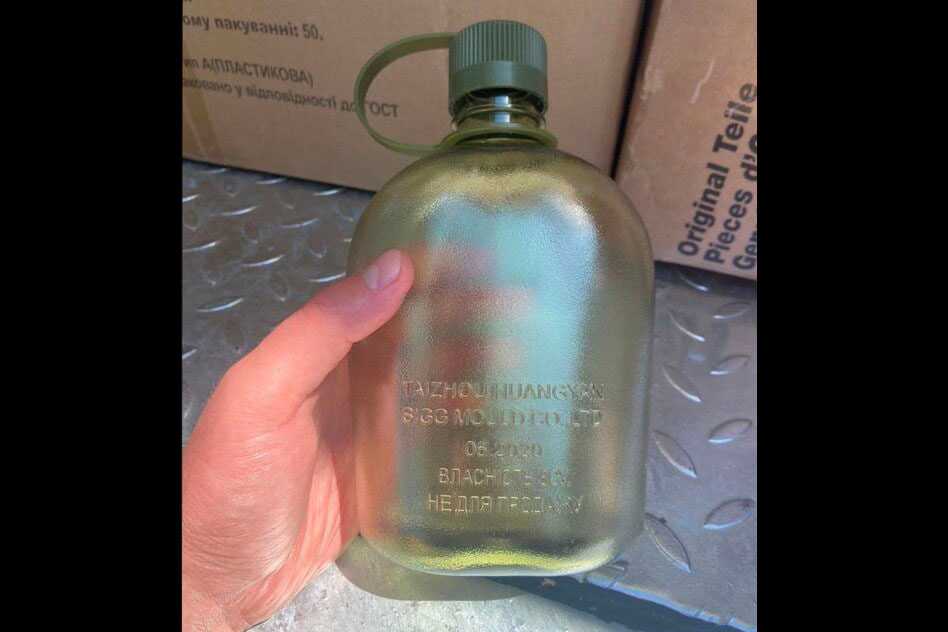 ому пакуванні: 50.
ип А(ПЛАСТИКОВА)
аковано у відповідності до ГОСТ
Original Teile
Pieces d'
Ge
TAIZHOU HUANGYAN
SIGG MOULD CO. LTD
06.2020
ВЛАСНІСТЬ ЗСУ
НЕ ДЛЯ ПРОДАЖУ